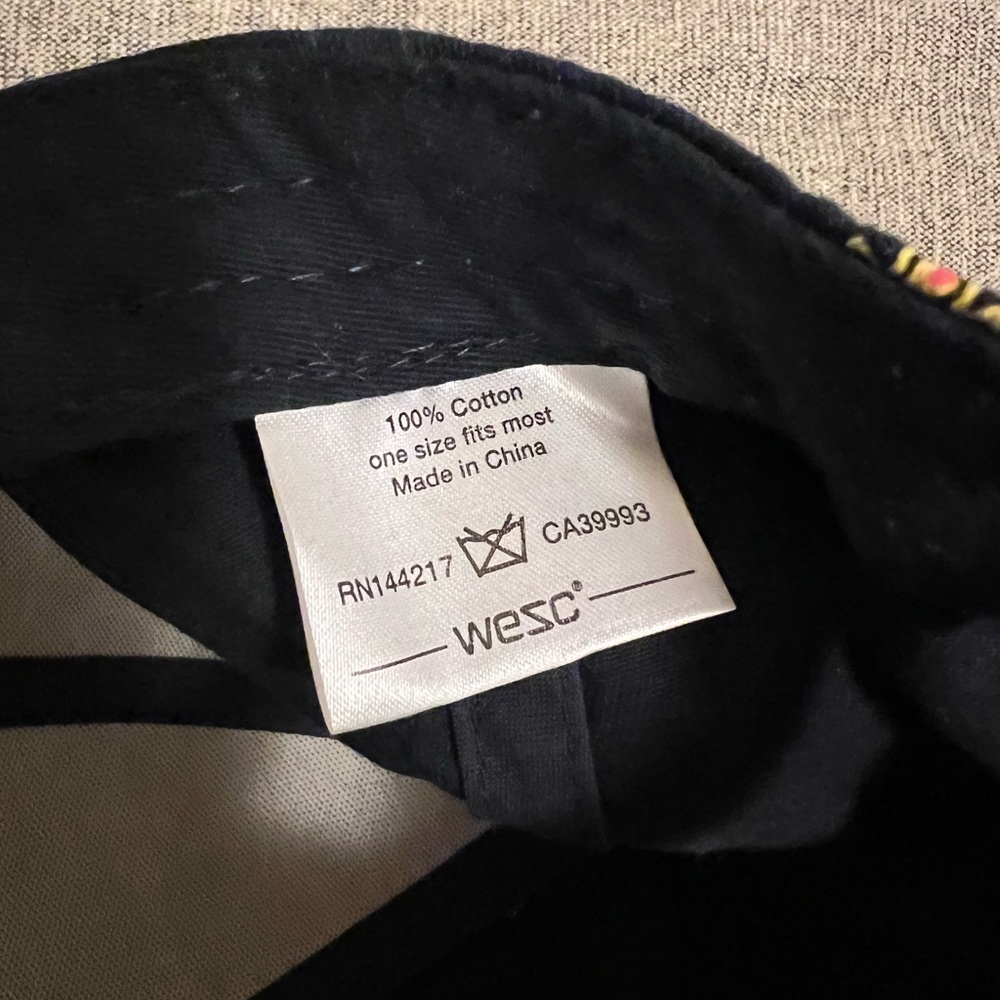 100% Cotton
one size fits most
Made in China
RN144217 CA39993
wesc®